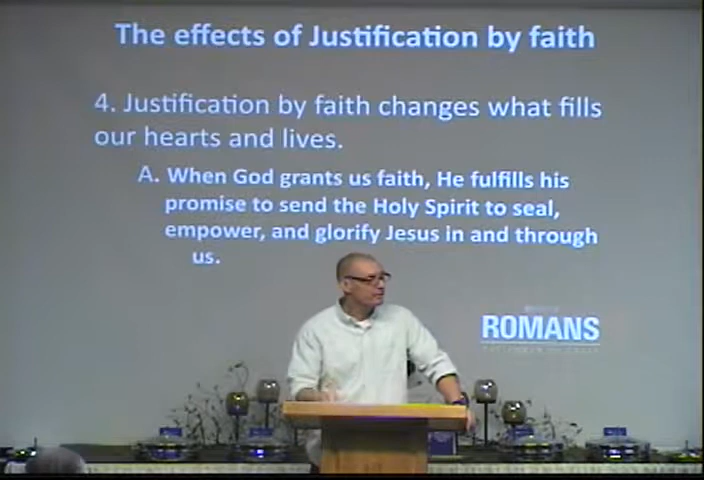 The effects of Justification by faith
4. Justification by faith changes what fills
our hearts and lives.
A. When God grants us faith, He fulfills his
promise to send the Holy Spirit to seal,
empower, and glorify Jesus in and through
us.
ROMANS